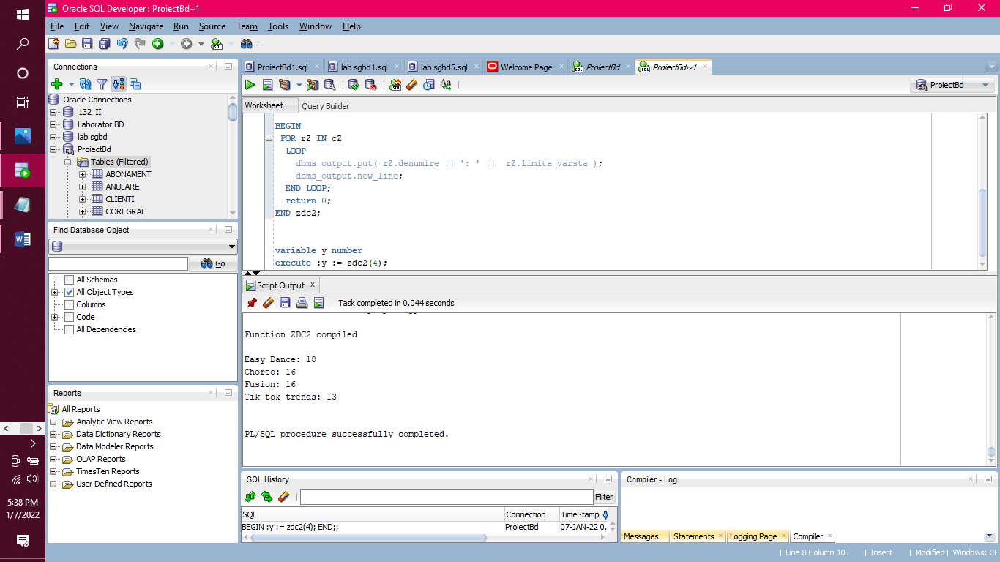 Oracle SQL Developer : ProiectBd~1
File Edit View Navigate Run Source Team Tools Window Help
Connections
Oracle Connections
132_II
Laborator BD
lab sgbd
ProiectBd
Tables (Filtered)
ABONAMENT
ANULARE
CLIENTI
COREGRAF
Find Database Object
Go
All Schemas
All Object Types
Columns
Code
All Dependencies
Reports
All Reports
Analytic View Reports
Data Dictionary Reports
Data Modeler Reports
OLAP Reports
TimesTen Reports
User Defined Reports
ProiectBd1.sql lab sgbd1.sql lab sgbd5.sql Welcome Page ProiectBd ProiectBd~1
ProiectBd
Worksheet Query Builder
BEGIN
FOR rZ IN cZ
LOOP
dbms_output.put( rZ.denumire || ': ' || rZ.limita_varsta );
dbms_output.new_line;
END LOOP;
return 0;
END zdc2;
variable y number
execute :y := zdc2(4);
Script Output
Task completed in 0.044 seconds
Function ZDC2 compiled
Easy Dance: 18
Choreo: 16
Fusion: 16
Tik tok trends: 13
PL/SQL procedure successfully completed.
SQL History
Filter
SQL Connection TimeStamp
BEGIN :y := zdc2(4); END;; ProiectBd 07-JAN-22 0.
Compiler - Log
Messages Statements Logging Page Compiler
Line 8 Column 10 | Insert | Modified | Windows: CF
5:38 PM
1/7/2022